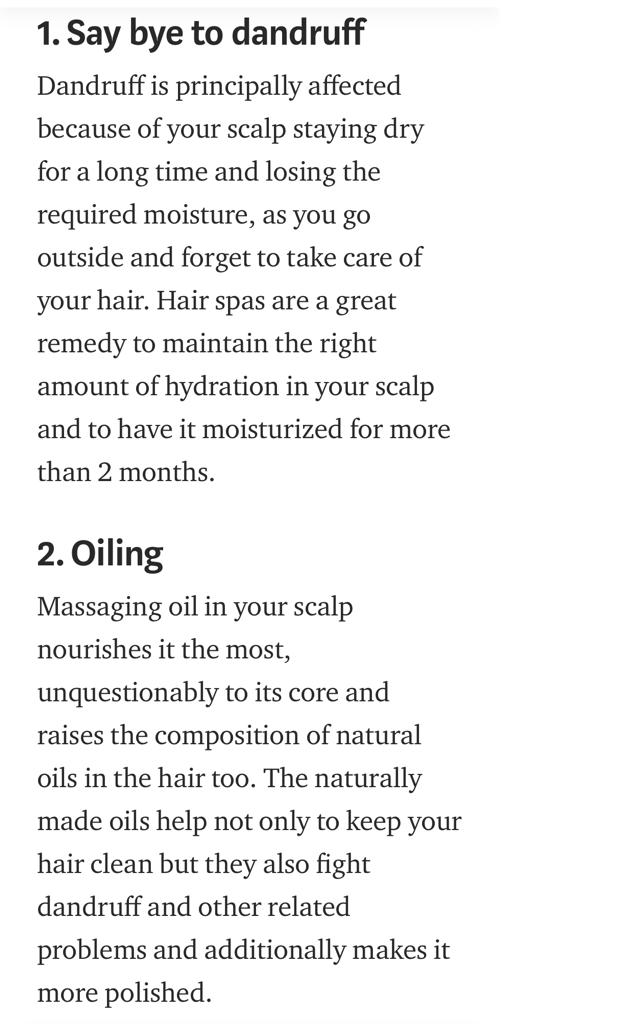 1. Say bye to dandruff
Dandruff is principally affected
because of your scalp staying dry
for a long time and losing the
required moisture, as you go
outside and forget to take care of
your hair. Hair spas are a great
remedy to maintain the right
amount of hydration in your scalp
and to have it moisturized for more
than 2 months.
2. Oiling
Massaging oil in your scalp
nourishes it the most,
unquestionably to its core and
raises the composition of natural
oils in the hair too. The naturally
made oils help not only to keep your
hair clean but they also fight
dandruff and other related
problems and additionally makes it
more polished.